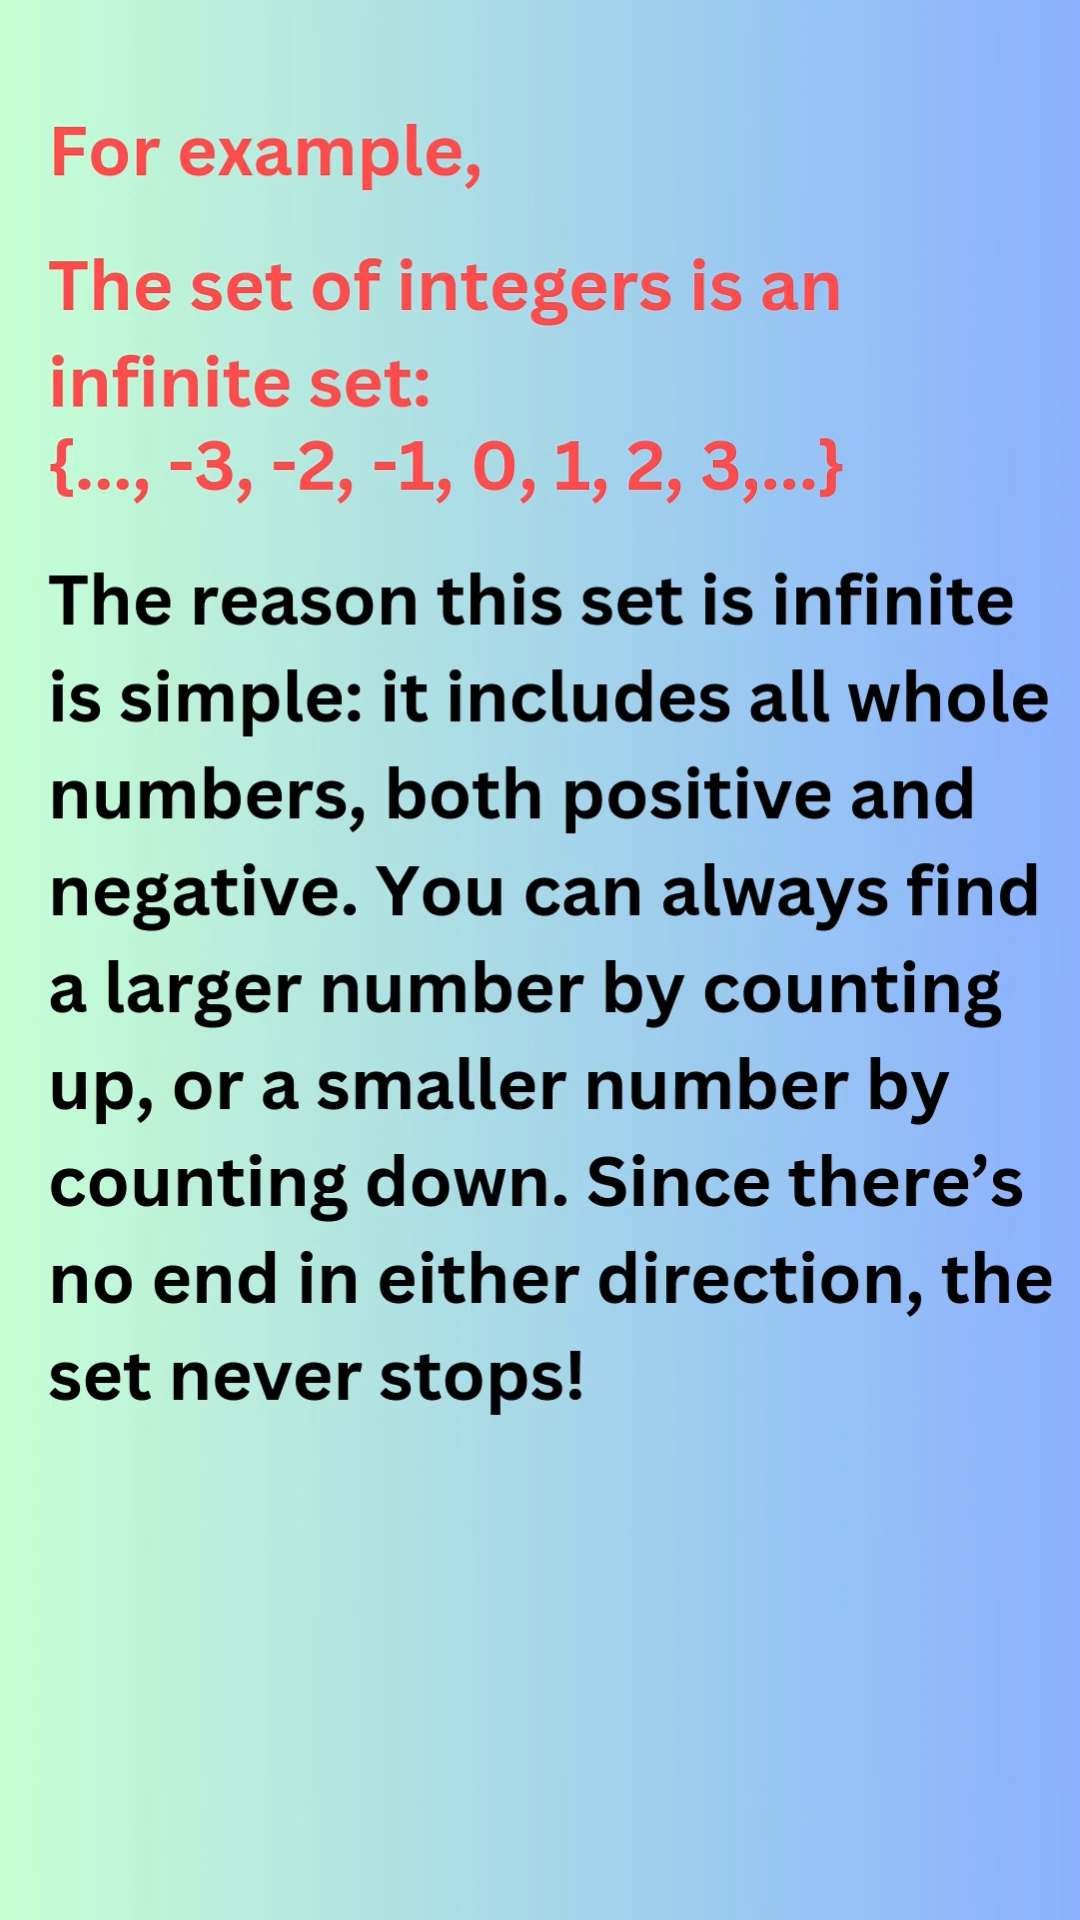 For example,
The set of integers is an
infinite set:
{..., -3, -2, -1, 0, 1, 2, 3,...}
The reason this set is infinite
is simple: it includes all whole
numbers, both positive and
negative. You can always find
a larger number by counting
up, or a smaller number by
counting down. Since there’s
no end in either direction, the
set never stops!